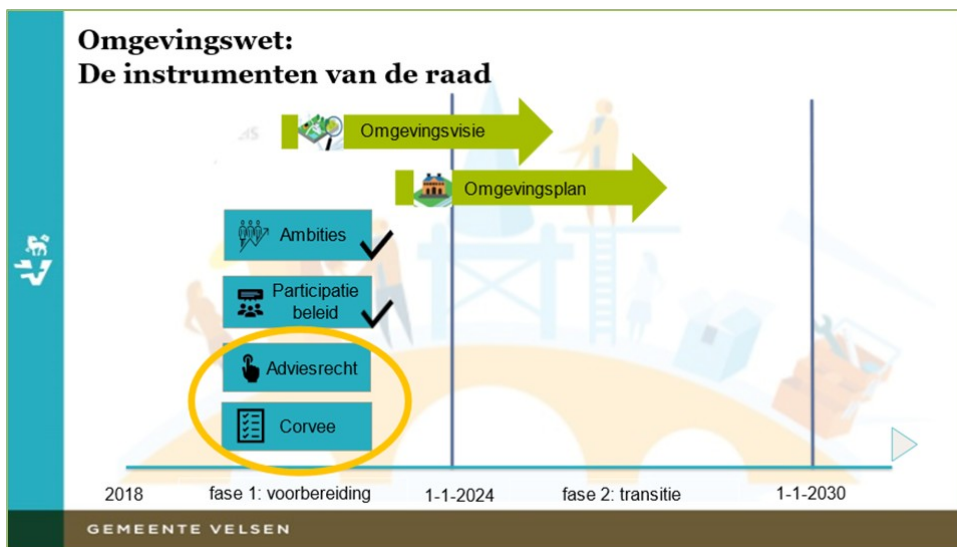 Omgevingswet:
De instrumenten van de raad
Omgevingsvisie
Omgevingsplan
Ambities
Participatie
beleid
Adviesrecht
Corvee
2018
fase 1: voorbereiding
1-1-2024
fase 2: transitie
1-1-2030
GEMEENTE VELSEN